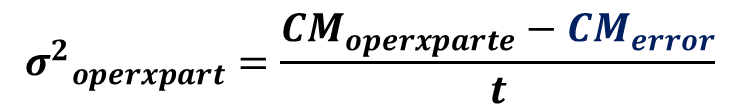 σ²operxpart = (CMoperxparte − CMerror) / t